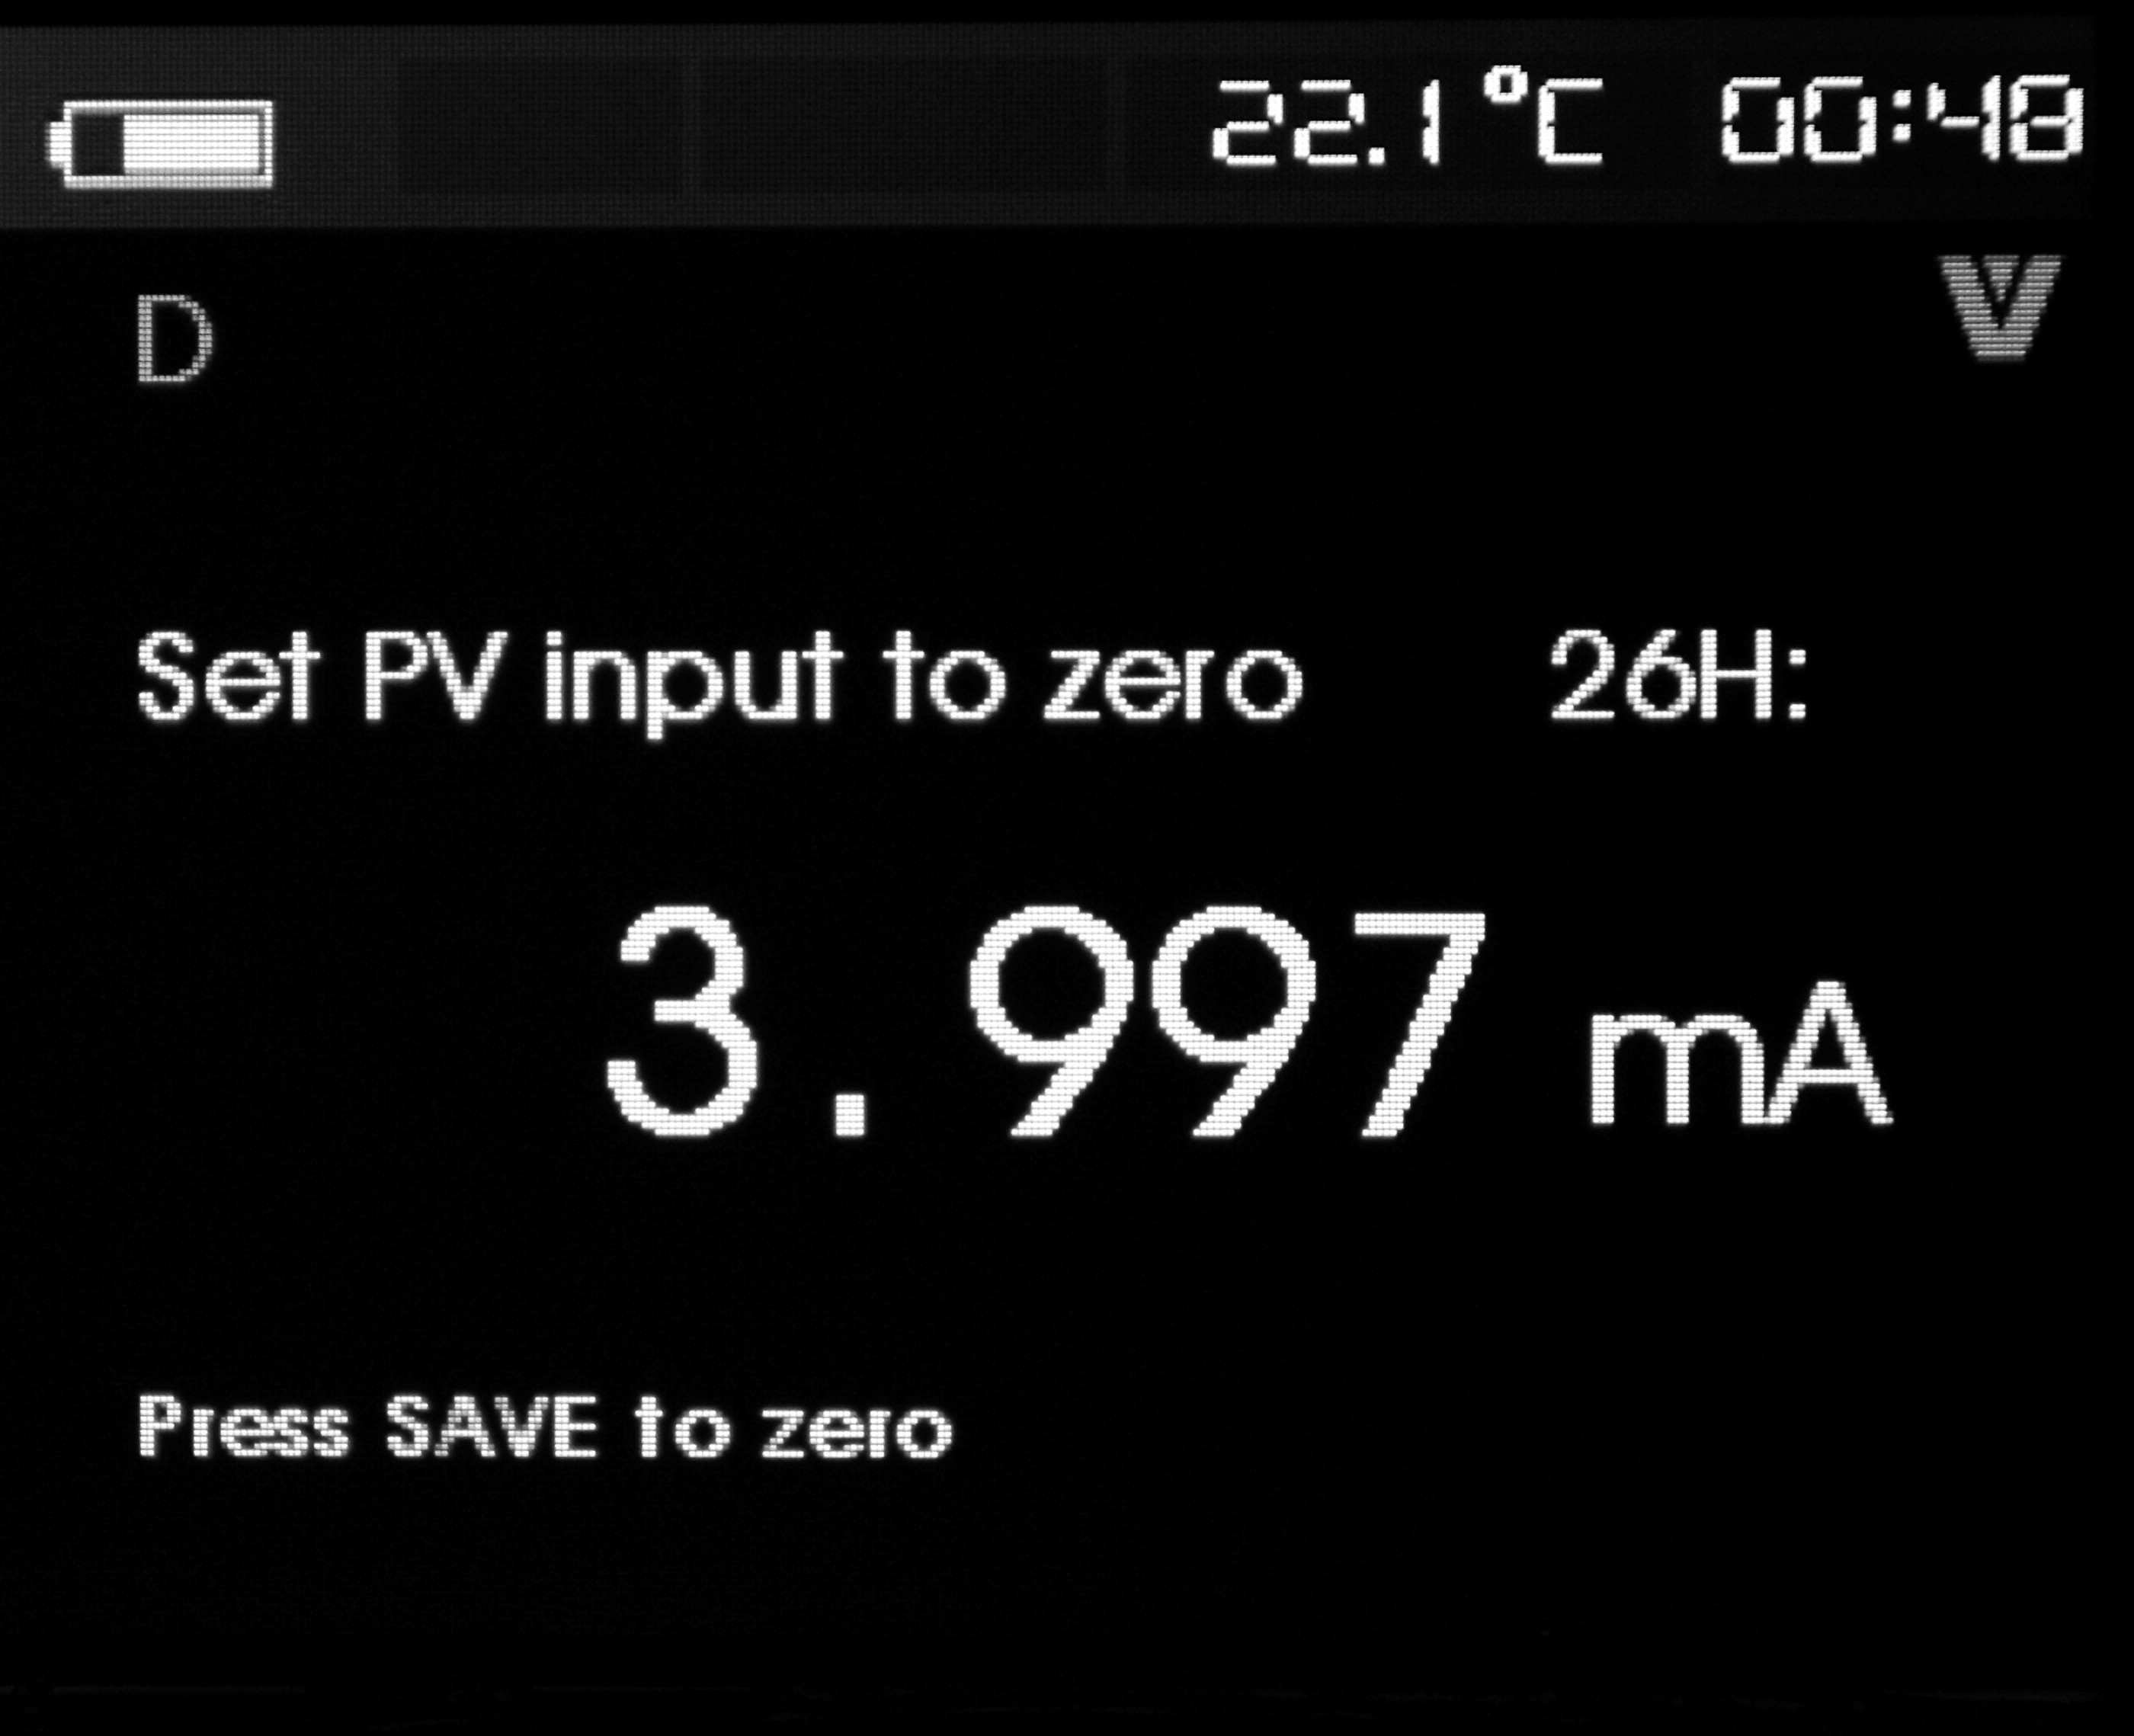 22.1 °C 00:48
D V
Set PV input to zero 26H:
3.997 mA
Press SAVE to zero